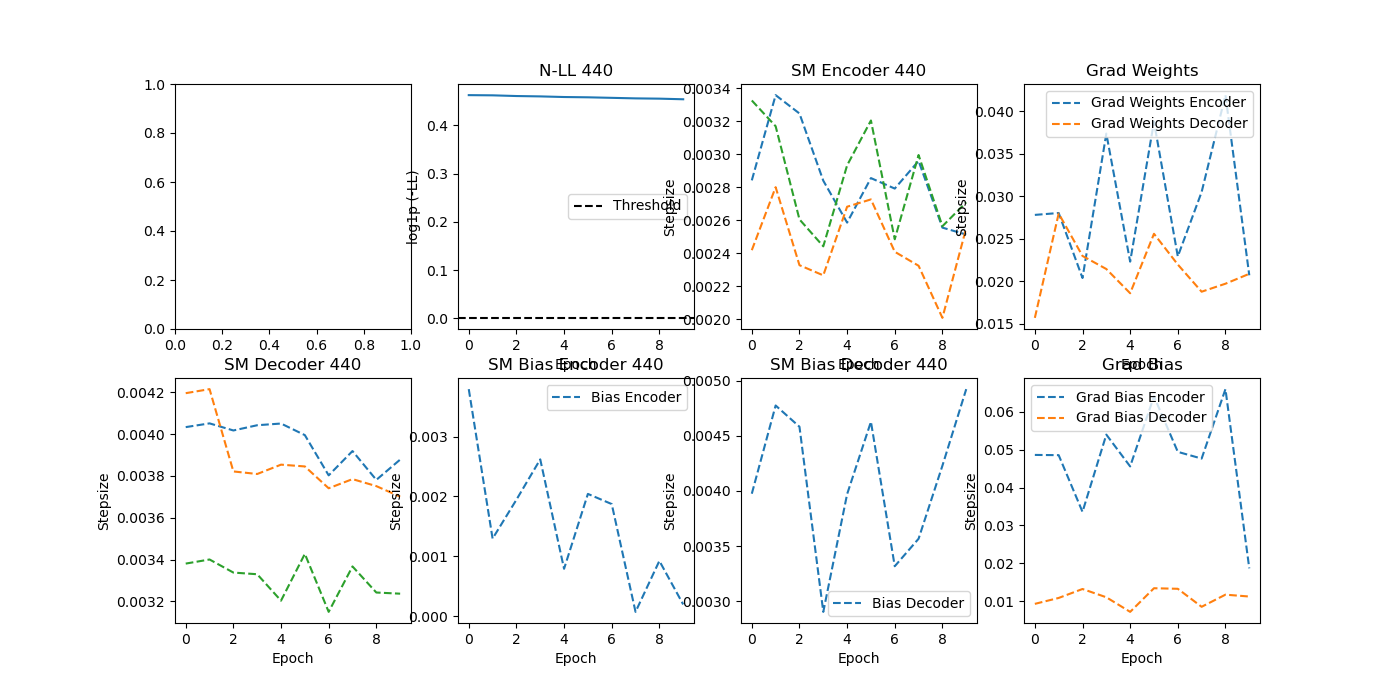 N-LL 440
SM Encoder 440
Grad Weights
1.0
0.8
0.6
0.4
0.2
0.0
0.0 0.2 0.4 0.6 0.8 1.0
log1p (-LL)
0.4
0.3
0.2
0.1
0.0
Threshold
0 2 4 6 8
Epoch
Stepsize
0.0034
0.0032
0.0030
0.0028
0.0026
0.0024
0.0022
0.0020
0 2 4 6 8
Epoch
Stepsize
0.040
0.035
0.030
0.025
0.020
0.015
Grad Weights Encoder
Grad Weights Decoder
0 2 4 6 8
Epoch
SM Decoder 440
SM Bias Encoder 440
SM Bias Decoder 440
Grad Bias
Stepsize
0.0042
0.0040
0.0038
0.0036
0.0034
0.0032
0 2 4 6 8
Epoch
Stepsize
0.003
0.002
0.001
0.000
Bias Encoder
0 2 4 6 8
Epoch
Stepsize
0.0050
0.0045
0.0040
0.0035
0.0030
Bias Decoder
0 2 4 6 8
Epoch
Stepsize
0.06
0.05
0.04
0.03
0.02
0.01
Grad Bias Encoder
Grad Bias Decoder
0 2 4 6 8
Epoch